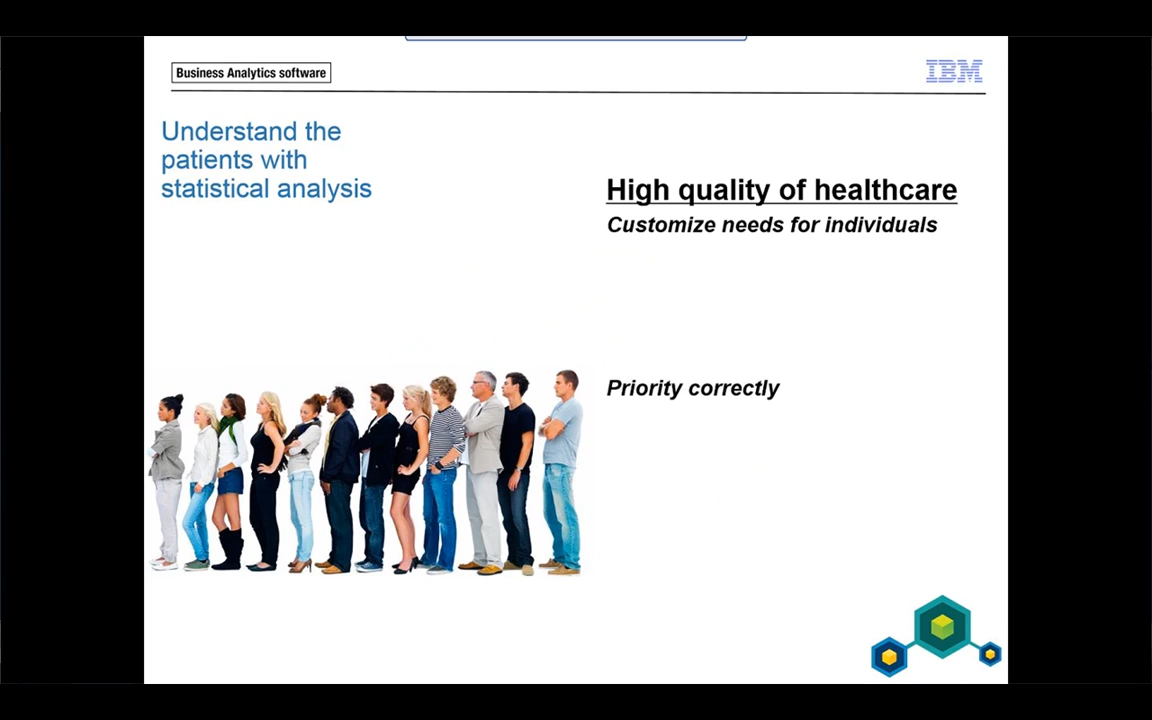 Business Analytics software
IBM
Understand the
patients with
statistical analysis
High quality of healthcare
Customize needs for individuals
Priority correctly